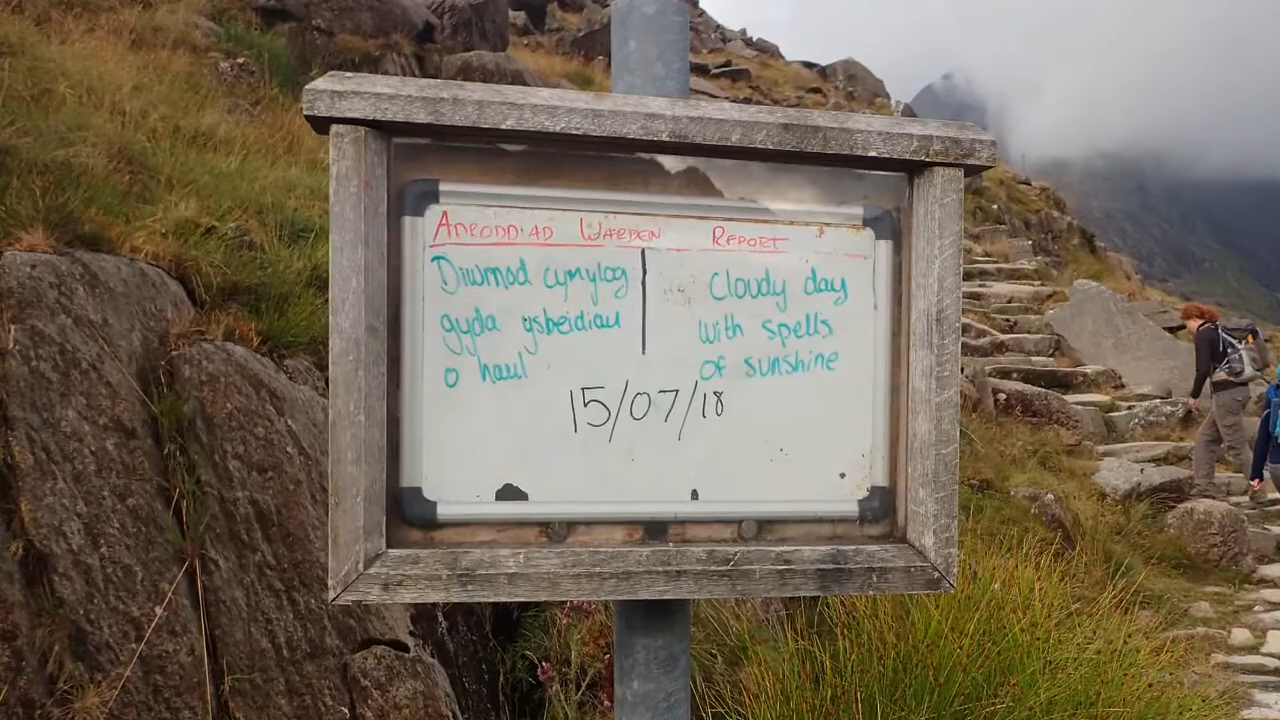 ADRODDIAD WARDEN REPORT
Diwrnod cymylog
gyda ysbeidiau
o haul
Cloudy day
with spells
of sunshine
15/07/18